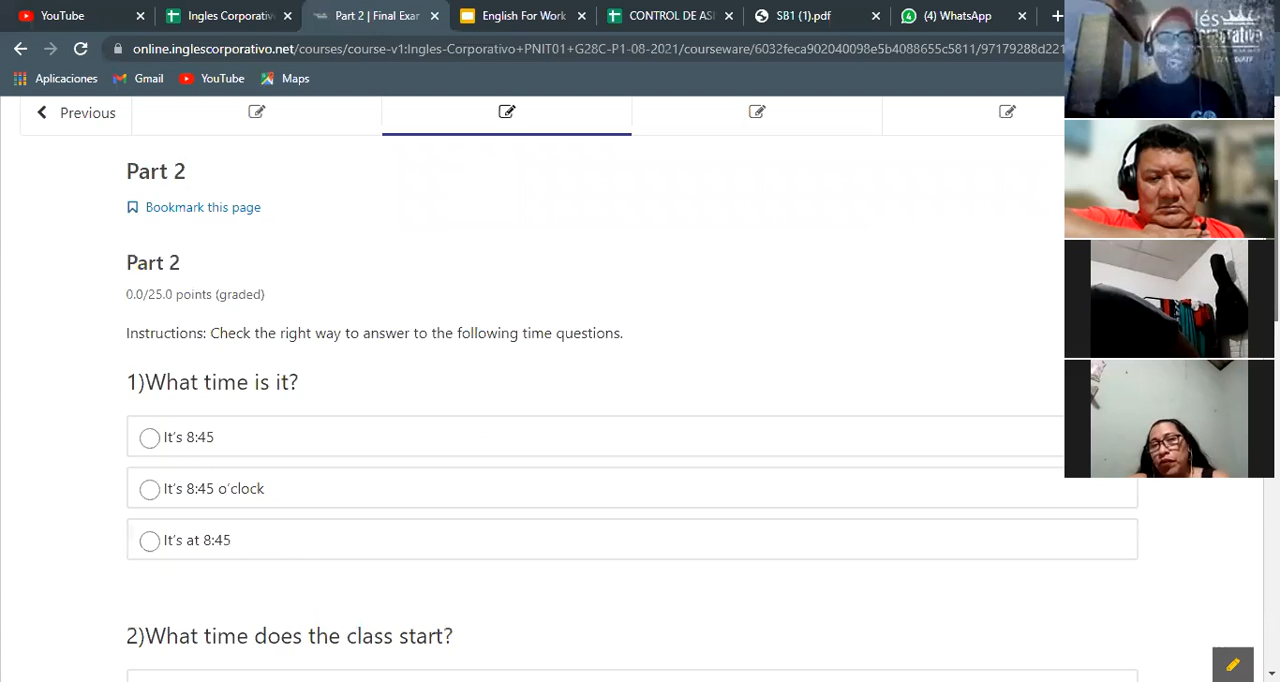 YouTube
Ingles Corporativ
Part 2 | Final Exar
English For Work
CONTROL DE ASI
SB1 (1).pdf
(4) WhatsApp
online.inglescorporativo.net/courses/course-v1:Ingles-Corporativo+PNIT01+G28C-P1-08-2021/courseware/6032feca902040098e5b4088655c5811/97179288d221
Aplicaciones
Gmail
YouTube
Maps
Previous
Part 2
Bookmark this page
Part 2
0.0/25.0 points (graded)
Instructions: Check the right way to answer to the following time questions.
1)What time is it?
It's 8:45
It's 8:45 o'clock
It's at 8:45
2)What time does the class start?